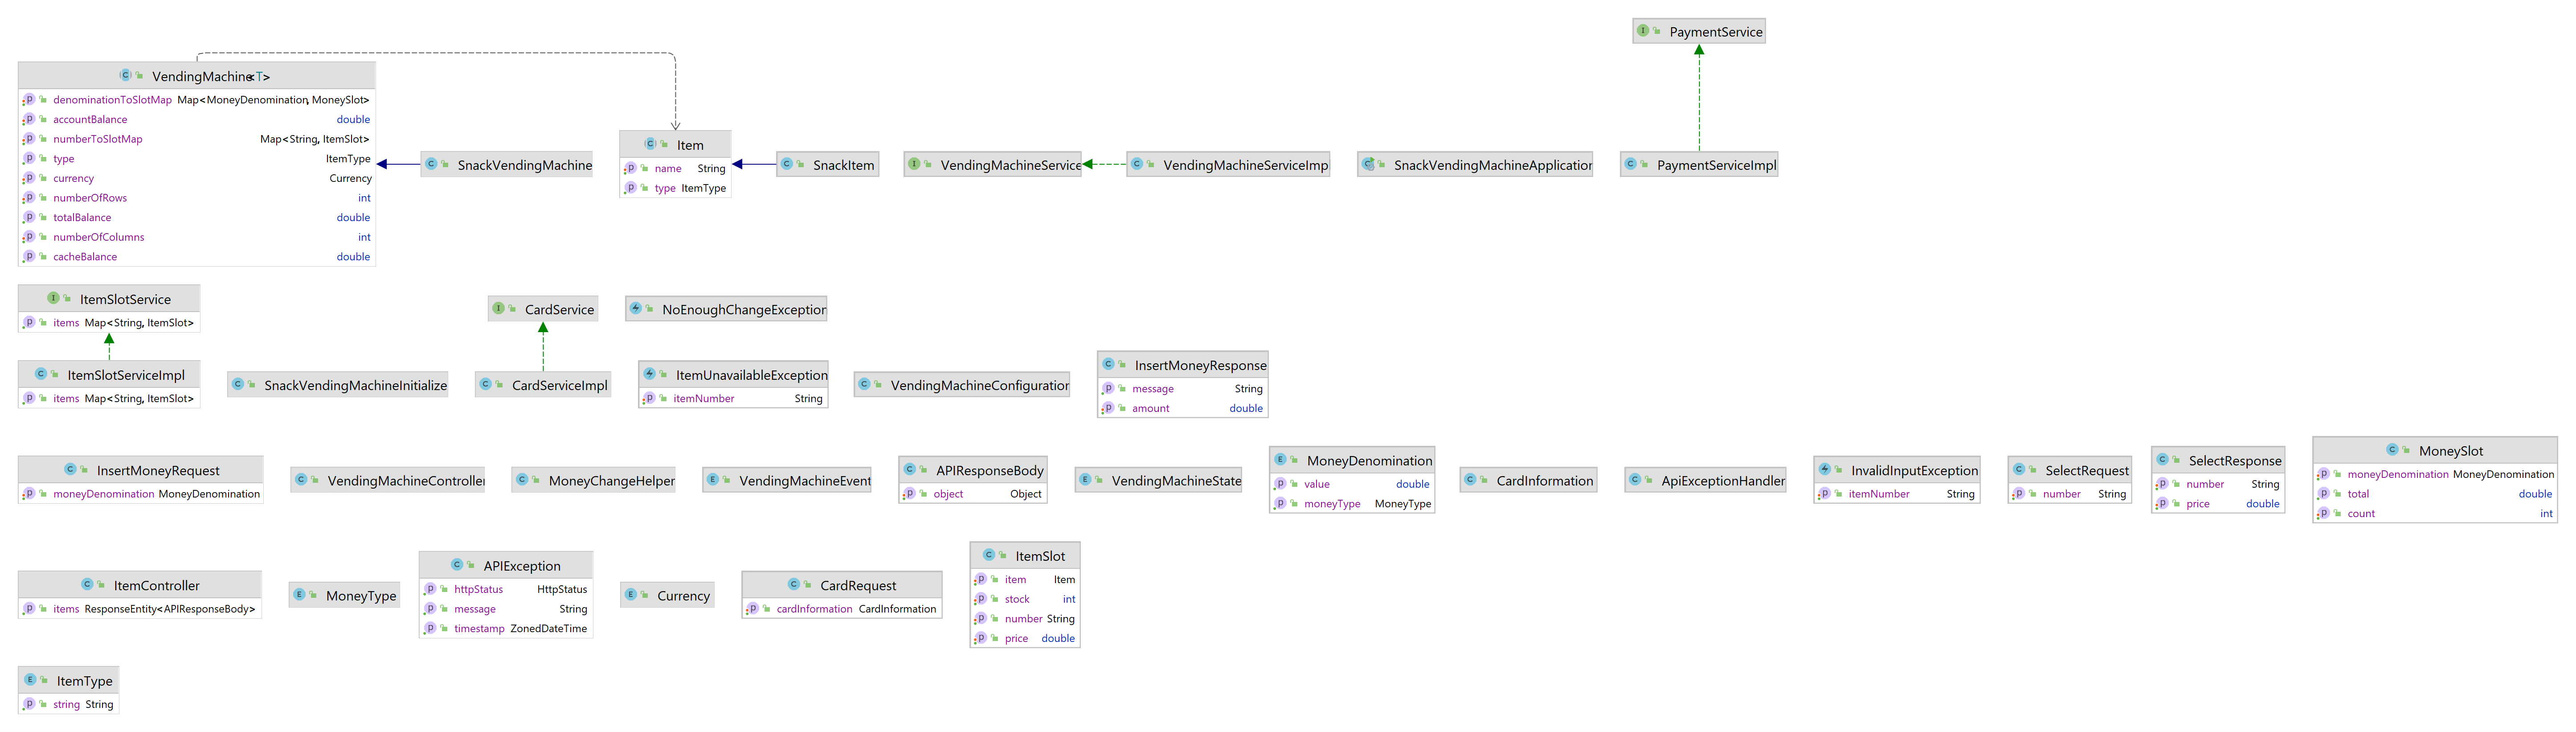 PaymentService
VendingMachine<T>
denominationToSlotMap Map<MoneyDenomination, MoneySlot>
accountBalance double
numberToSlotMap Map<String, ItemSlot>
type ItemType
currency Currency
numberOfRows int
totalBalance double
numberOfColumns int
cacheBalance double
SnackVendingMachine
Item
name String
type ItemType
SnackItem
VendingMachineService
VendingMachineServiceImpl
SnackVendingMachineApplication
PaymentServiceImpl
ItemSlotService
items Map<String, ItemSlot>
CardService
NoEnoughChangeException
ItemSlotServiceImpl
items Map<String, ItemSlot>
SnackVendingMachineInitialize
CardServiceImpl
ItemUnavailableException
itemNumber String
VendingMachineConfiguration
InsertMoneyResponse
message String
amount double
InsertMoneyRequest
moneyDenomination MoneyDenomination
VendingMachineController
MoneyChangeHelper
VendingMachineEvent
APIResponseBody
object Object
VendingMachineState
MoneyDenomination
value double
moneyType MoneyType
CardInformation
ApiExceptionHandler
InvalidInputException
itemNumber String
SelectRequest
number String
SelectResponse
number String
price double
MoneySlot
moneyDenomination MoneyDenomination
total double
count int
ItemController
items ResponseEntity<APIResponseBody>
MoneyType
APIException
httpStatus HttpStatus
message String
timestamp ZonedDateTime
Currency
CardRequest
cardInformation CardInformation
ItemSlot
item Item
stock int
number String
price double
ItemType
string String